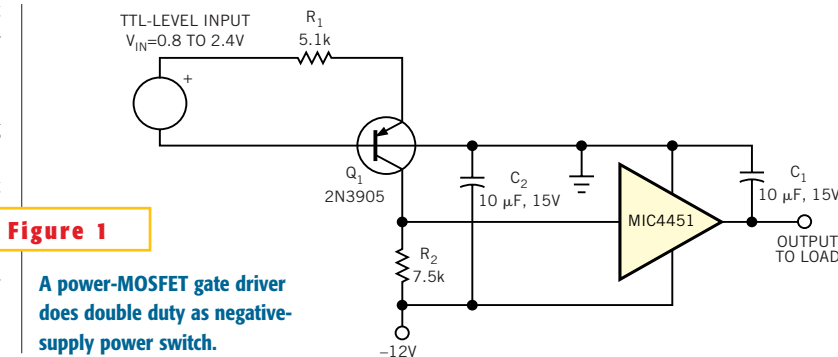 TTL-LEVEL INPUT
V_IN=0.8 TO 2.4V
+
R₁
5.1k
Q₁
2N3905
C₂
10 µF, 15V
R₂
7.5k
–12V
MIC4451
C₁
10 µF, 15V
OUTPUT
TO LOAD
Figure 1
A power-MOSFET gate driver
does double duty as negative-
supply power switch.